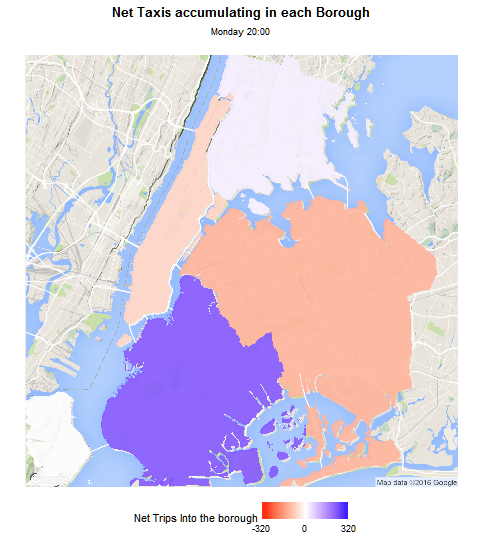 Net Taxis accumulating in each Borough
Monday 20:00
Map data ©2016 Google
Net Trips Into the borough
-320 0 320